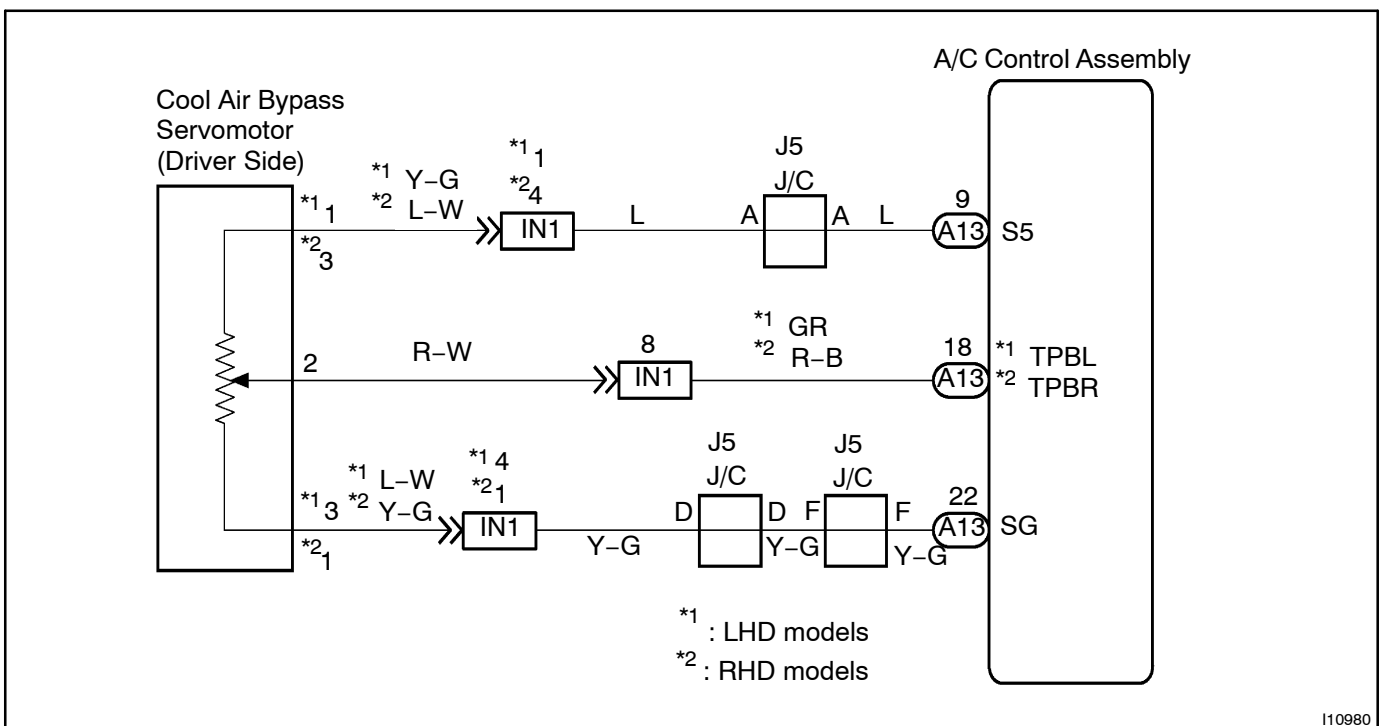 A/C Control Assembly
Cool Air Bypass
Servomotor
(Driver Side)
*1 Y−G
*2 L−W
*1 1
*2 4
J5
J/C
*1 1
*2 3
IN1
L
A
A
L
9
A13
S5
2
R−W
8
IN1
*1 GR
*2 R−B
18
A13
*1 TPBL
*2 TPBR
*1 3
*2 1
*1 L−W
*2 Y−G
*1 4
*2 1
IN1
Y−G
J5
J/C
D
D
Y−G
J5
J/C
F
F
Y−G
22
A13
SG
*1 : LHD models
*2 : RHD models
I10980